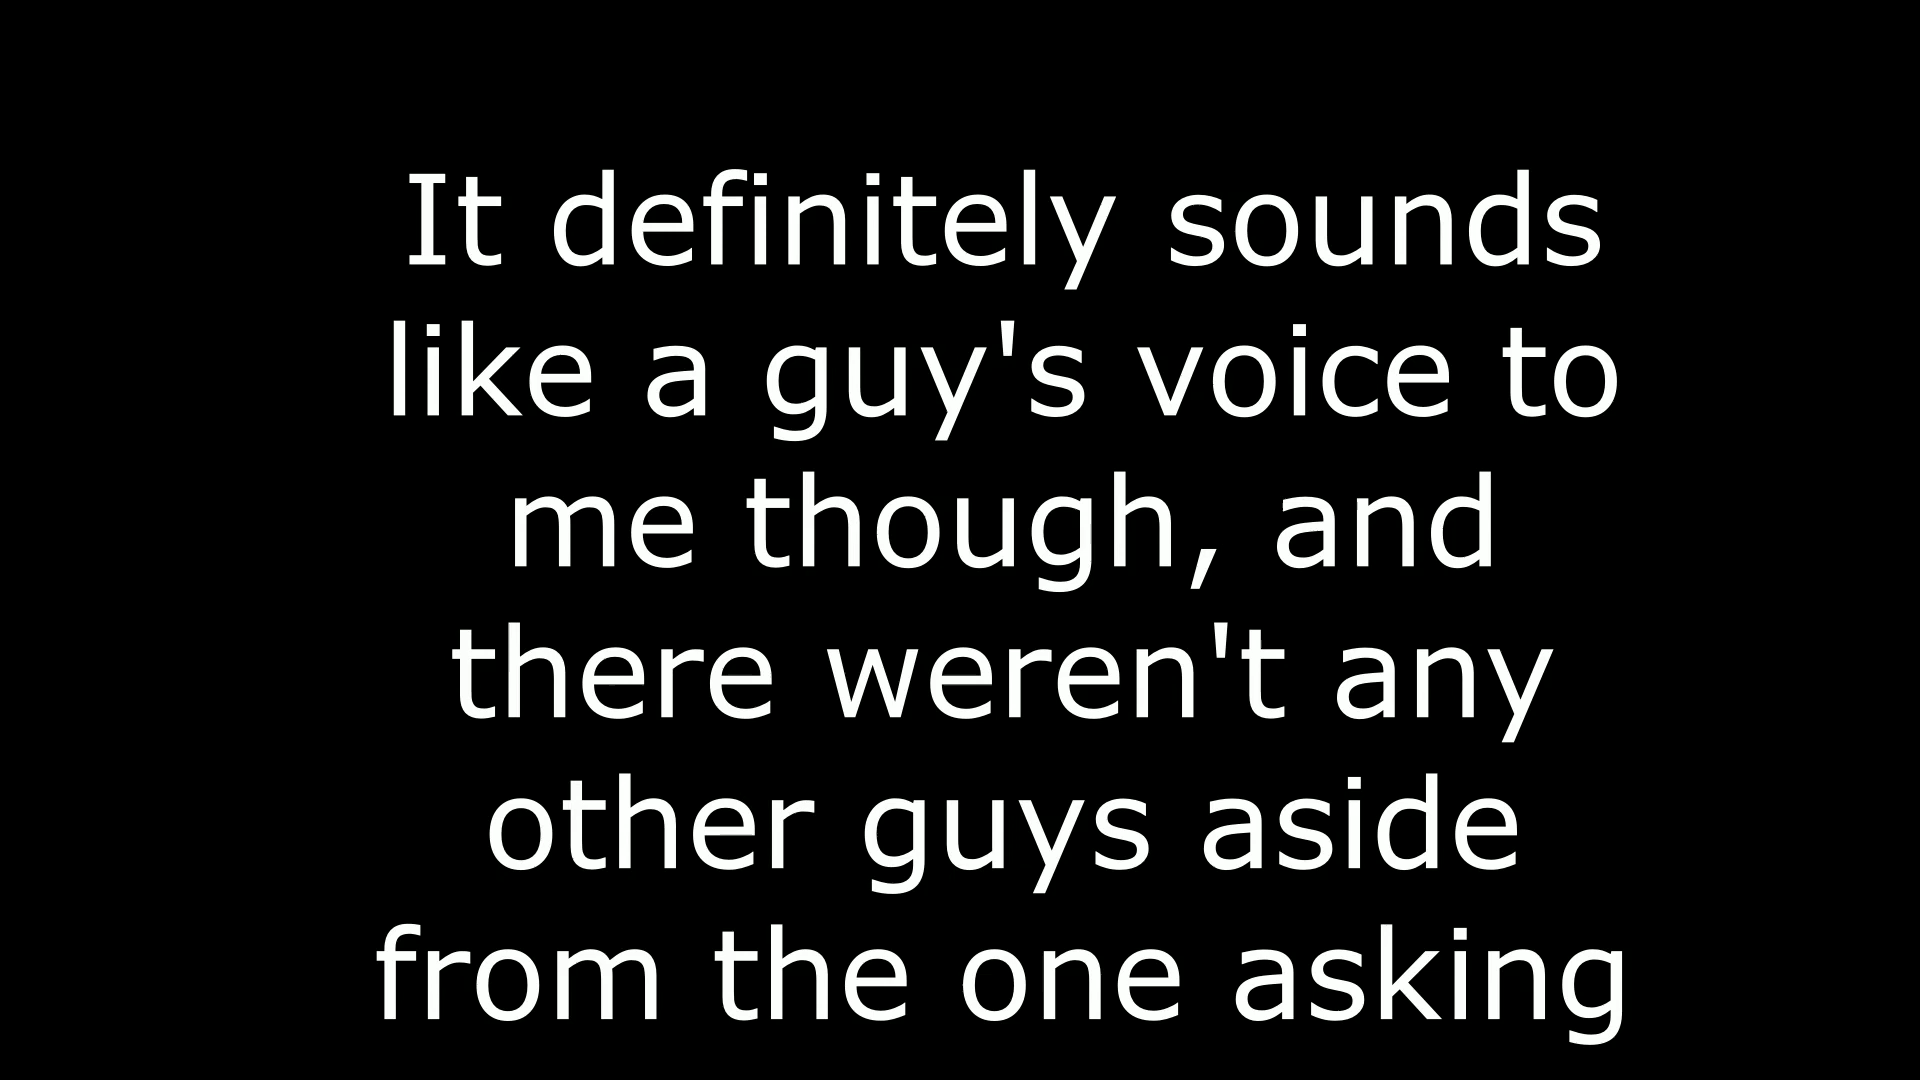 It definitely sounds
like a guy's voice to
me though, and
there weren't any
other guys aside
from the one asking